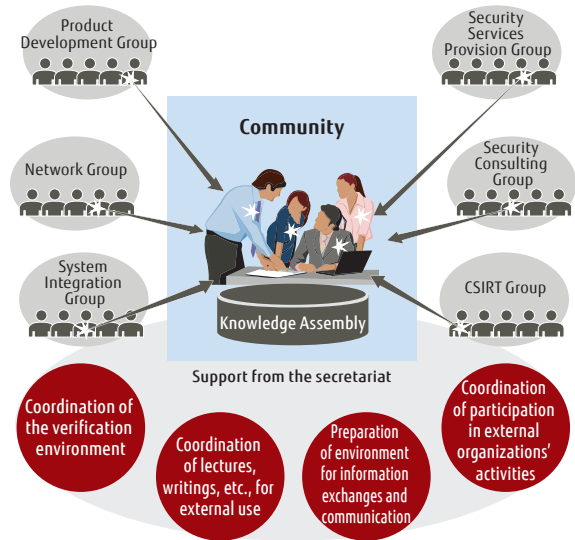 Product
Development Group
Security
Services
Provision Group
Community
Network Group
Security
Consulting
Group
System
Integration
Group
CSIRT Group
Knowledge Assembly
Support from the secretariat
Coordination of
the verification
environment
Coordination
of lectures,
writings, etc., for
external use
Preparation
of environment
for information
exchanges and
communication
Coordination
of participation
in external
organizations’
activities